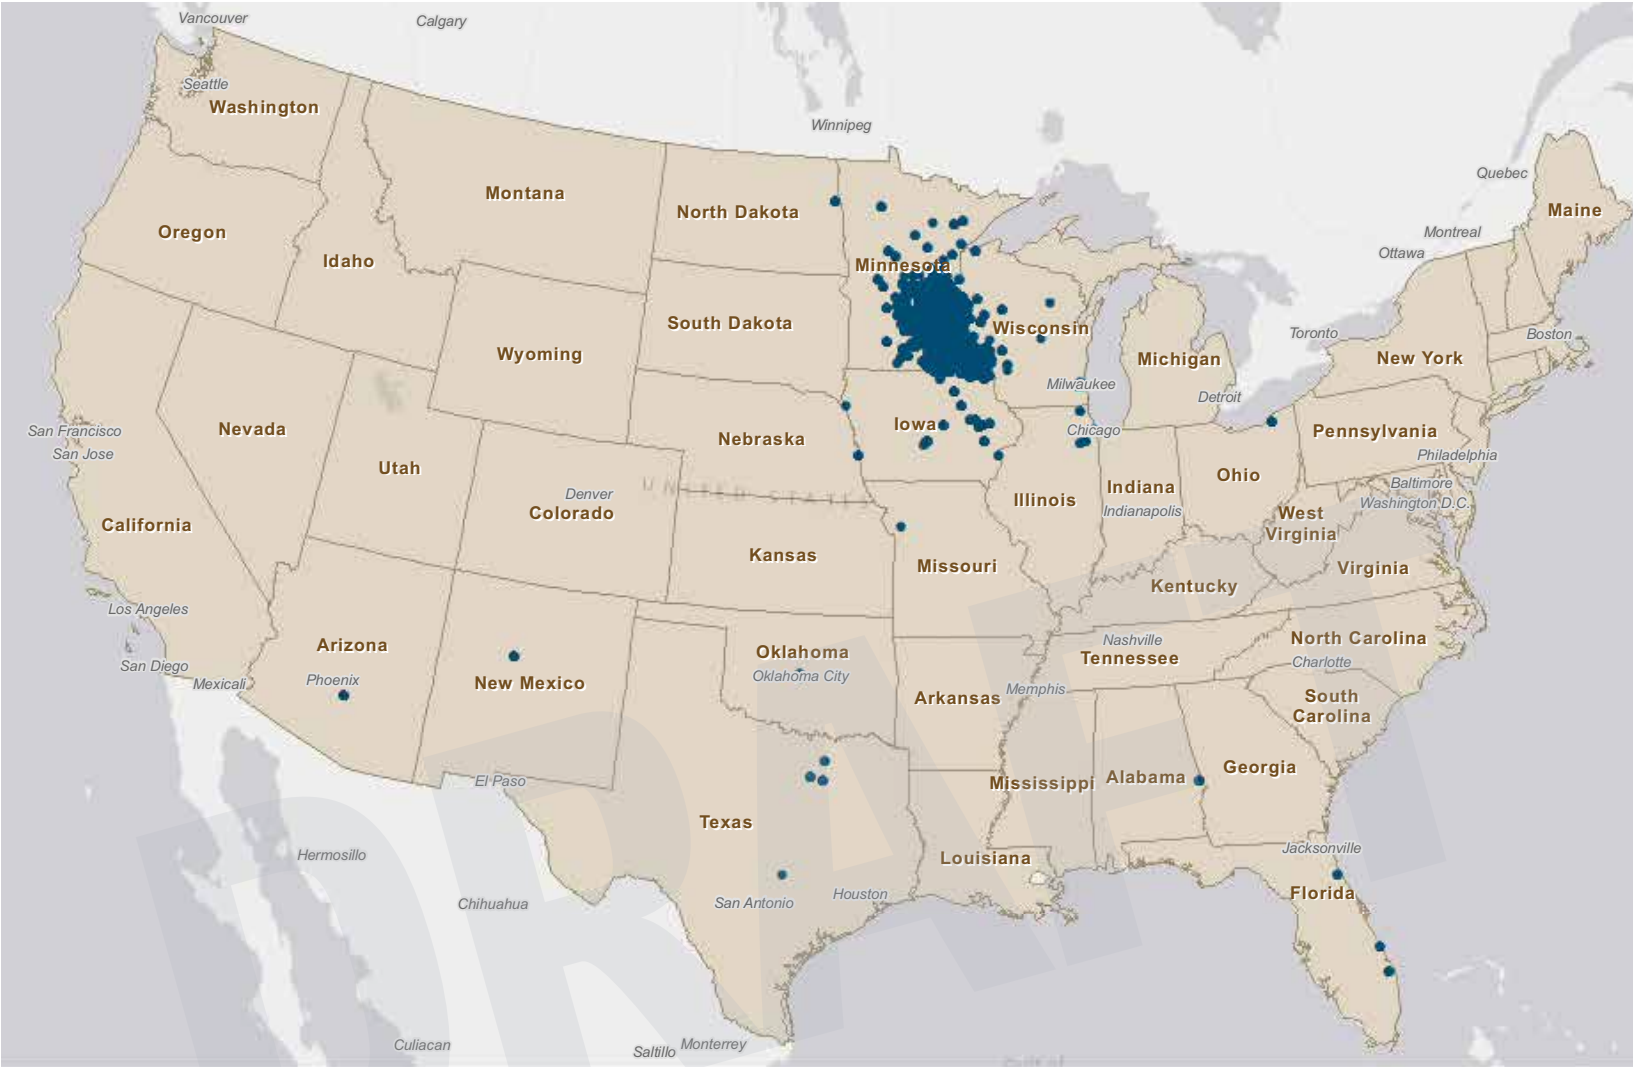 Vancouver
Calgary
Seattle
Washington
Winnipeg
Quebec
Montana
North Dakota
Maine
Oregon
Montreal
Ottawa
Idaho
Minnesota
South Dakota
Wisconsin
Toronto
Boston
Wyoming
Michigan
New York
Milwaukee
Detroit
San Francisco
Nevada
Nebraska
Iowa
Chicago
Pennsylvania
San Jose
Utah
Philadelphia
Ohio
Baltimore
UNITED STATES
Denver
Colorado
Illinois
Indiana
Indianapolis
Washington D.C.
West
Virginia
California
Kansas
Missouri
Virginia
Kentucky
Los Angeles
Arizona
Oklahoma
Oklahoma City
Nashville
Tennessee
North Carolina
Charlotte
San Diego
Mexicali
Phoenix
New Mexico
Arkansas
Memphis
South
Carolina
El Paso
Mississippi
Alabama
Georgia
Texas
Hermosillo
Louisiana
Jacksonville
Chihuahua
San Antonio
Houston
Florida
Culiacan
Saltillo
Monterrey
Gulf of
DRAFT